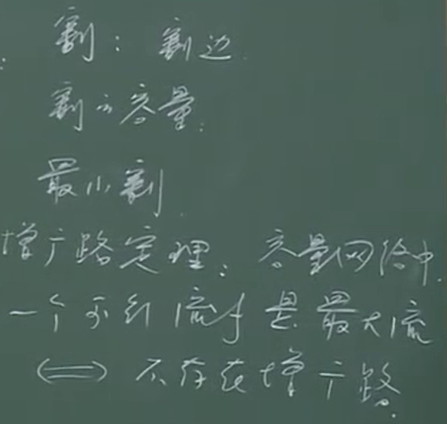 割：割边
割的容量.
最小割
增广路定理：容量网络中
一个可行流f是最大流
⟺ 不存在增广路.